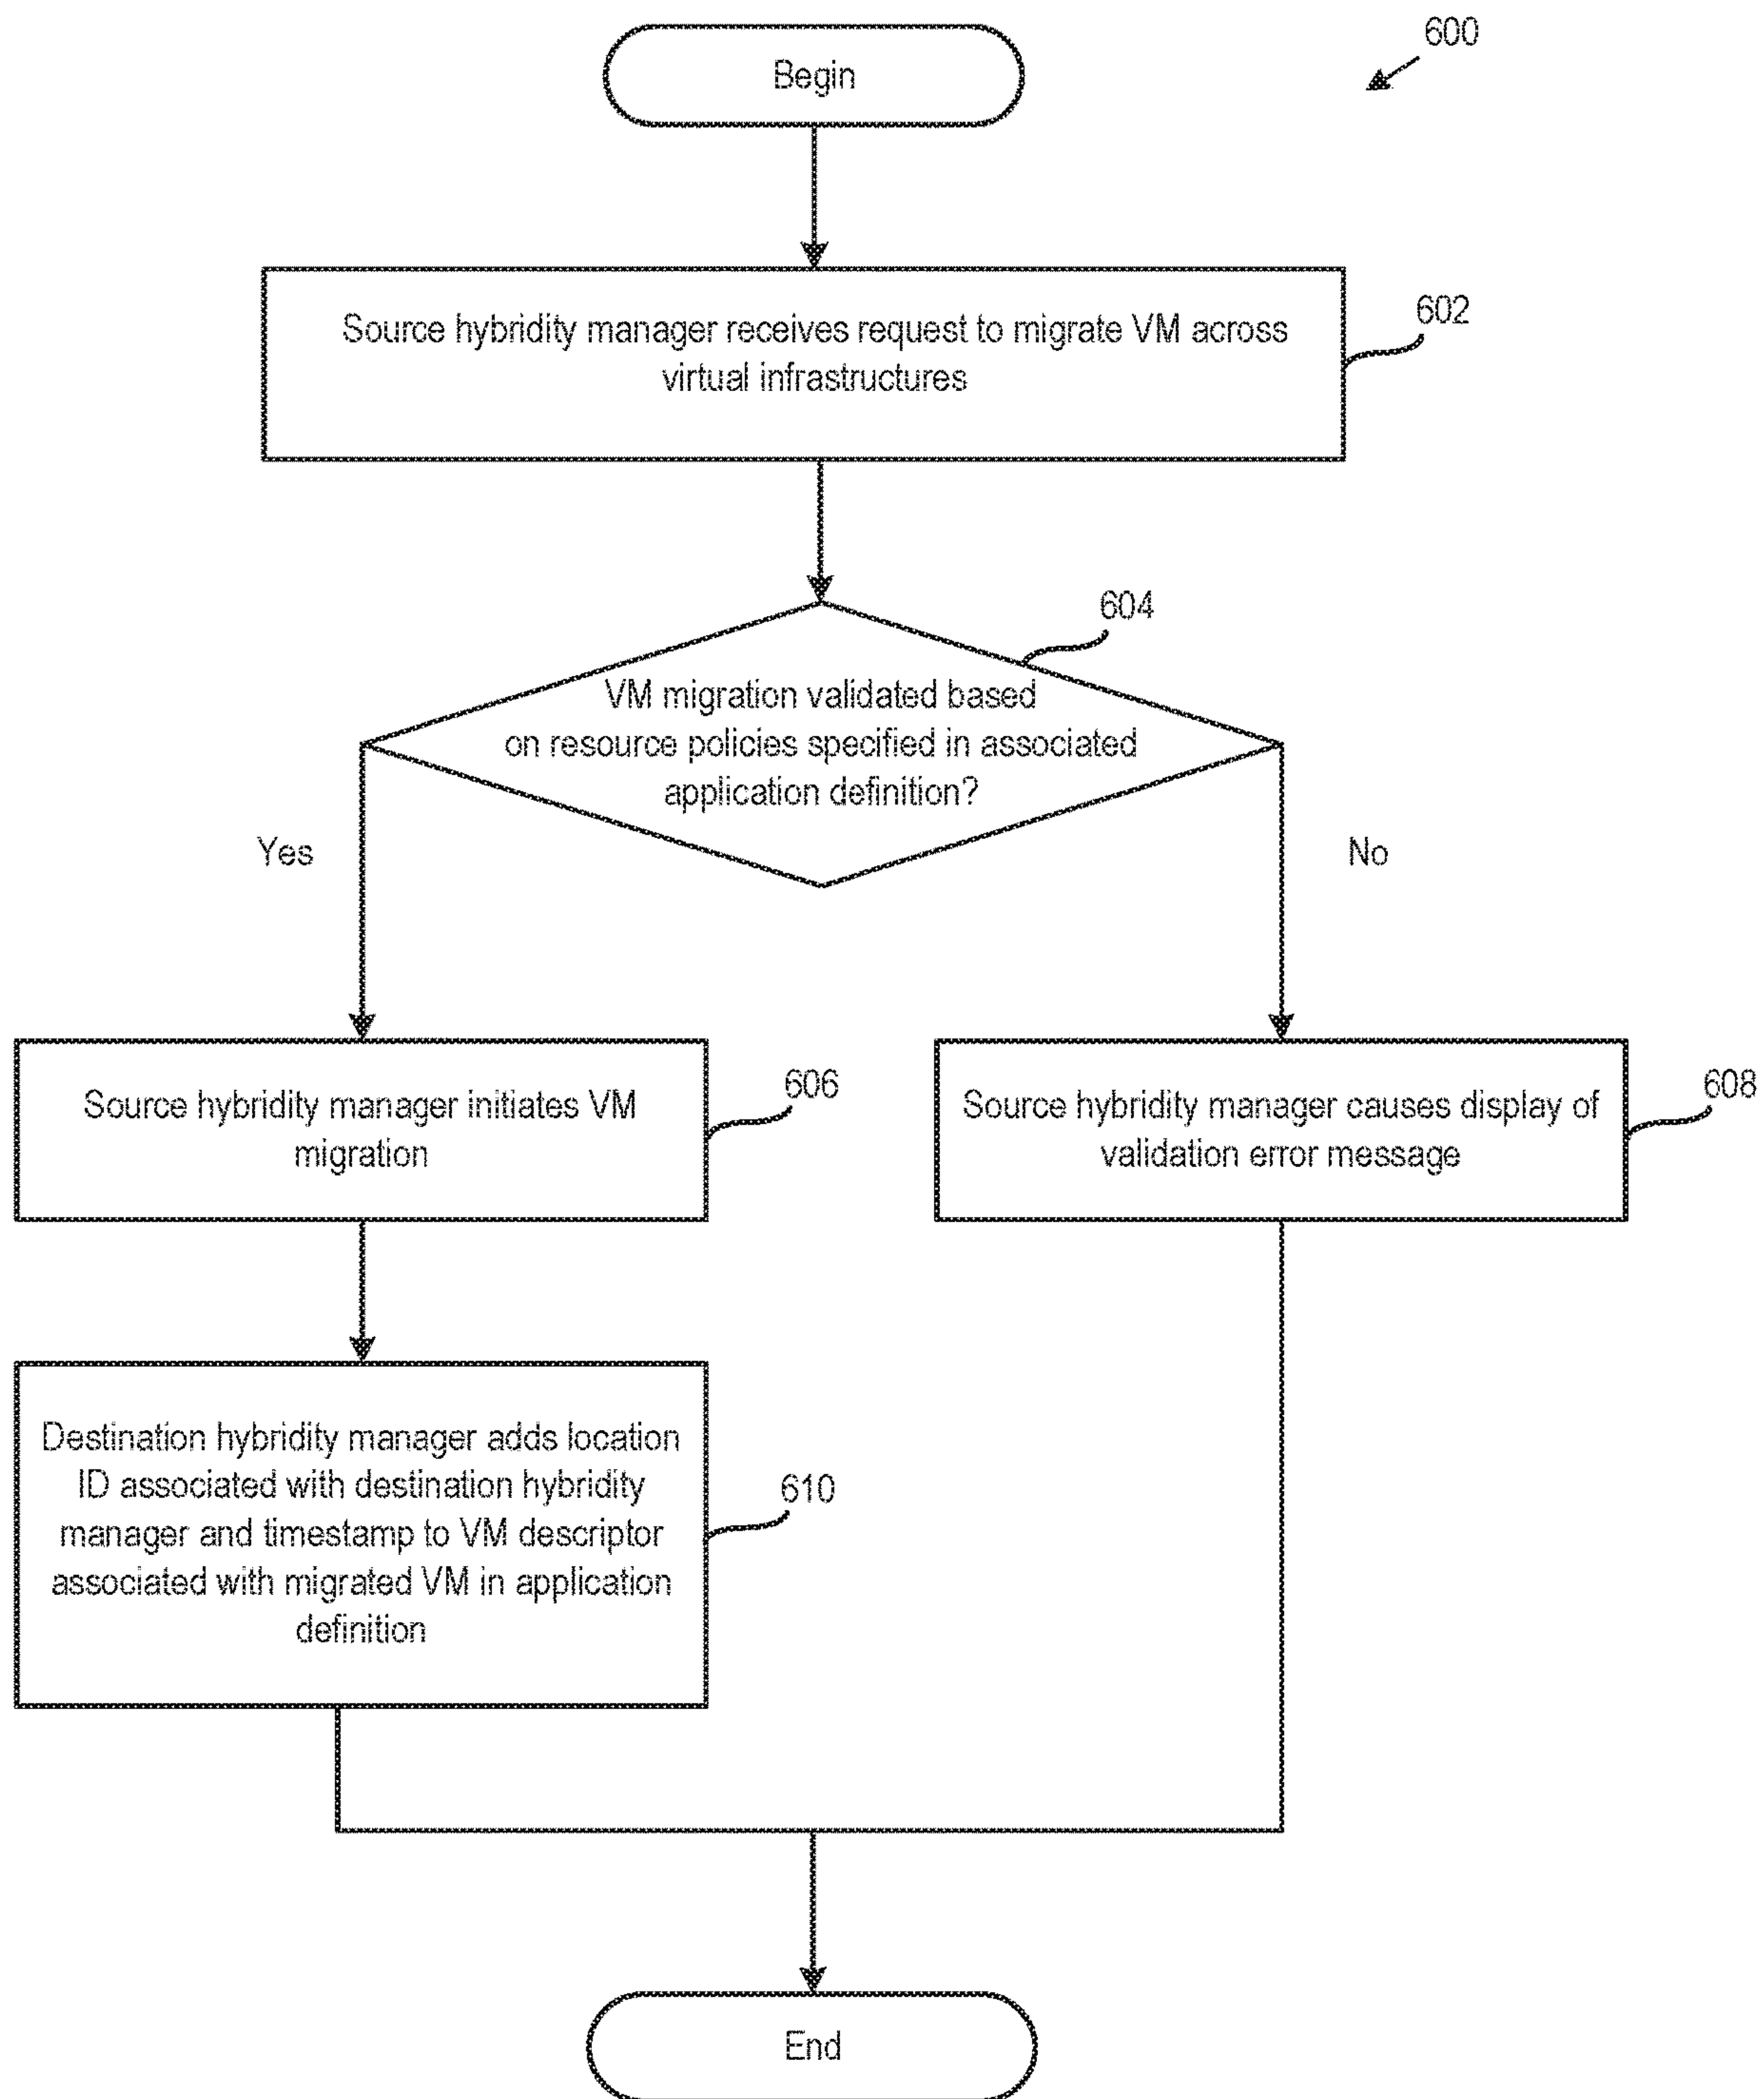 Begin
600
Source hybridity manager receives request to migrate VM across
virtual infrastructures
602
604
VM migration validated based
on resource policies specified in associated
application definition?
Yes
No
Source hybridity manager initiates VM
migration
606
Source hybridity manager causes display of
validation error message
608
Destination hybridity manager adds location
ID associated with destination hybridity
manager and timestamp to VM descriptor
associated with migrated VM in application
definition
610
End